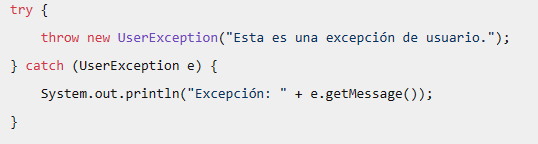 try {
    throw new UserException("Esta es una excepción de usuario.");
} catch (UserException e) {
    System.out.println("Excepción: " + e.getMessage());
}